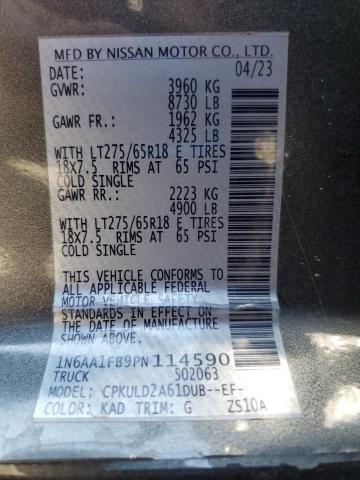 MFD BY NISSAN MOTOR CO., LTD.
DATE: 04/23
GVWR: 3960 KG
8730 LB
GAWR FR.: 1962 KG
4325 LB
WITH LT275/65R18 E TIRES
18X7.5 RIMS AT 65 PSI
COLD SINGLE
GAWR RR.: 2223 KG
4900 LB
WITH LT275/65R18 E TIRES
18X7.5 RIMS AT 65 PSI
COLD SINGLE
THIS VEHICLE CONFORMS TO
ALL APPLICABLE FEDERAL
MOTOR VEHICLE SAFETY
STANDARDS IN EFFECT ON
THE DATE OF MANUFACTURE
SHOWN ABOVE.
1N6AA1FB9PN114590
TRUCK 502063
MODEL: CPKULD2A61DUB--EF-
COLOR: KAD TRIM: G ZS10A